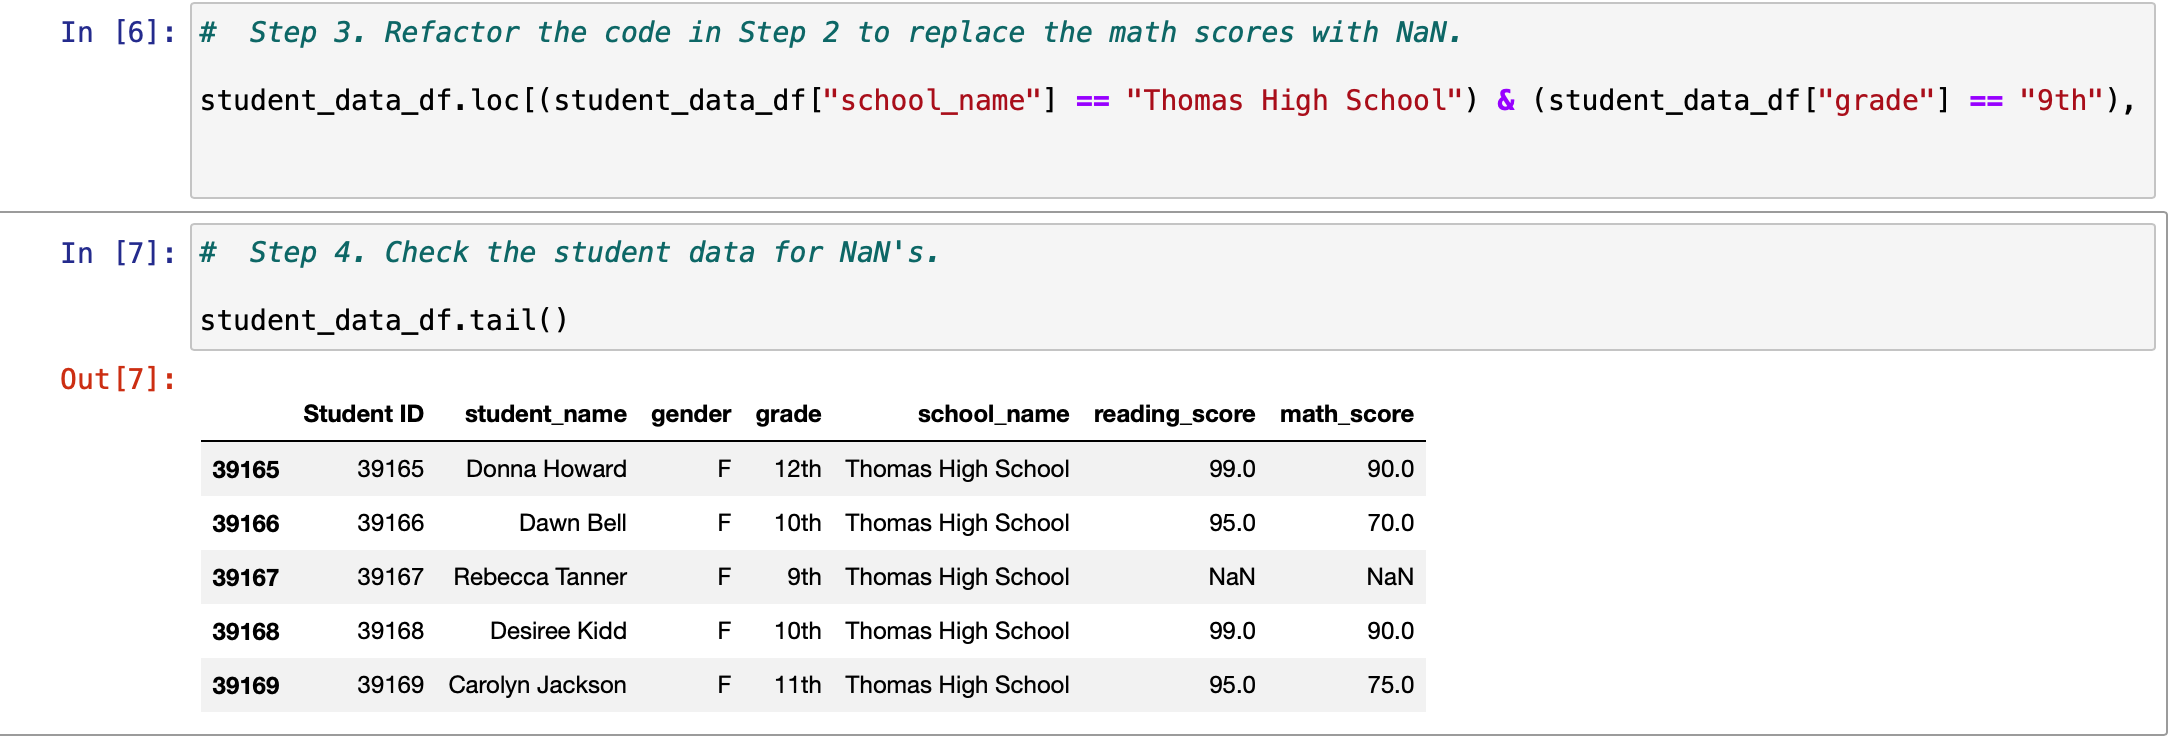 In [6]: #  Step 3. Refactor the code in Step 2 to replace the math scores with NaN.
student_data_df.loc[(student_data_df["school_name"] == "Thomas High School") & (student_data_df["grade"] == "9th"),
In [7]: #  Step 4. Check the student data for NaN's.
student_data_df.tail()
Out[7]:
Student ID student_name gender grade school_name reading_score math_score
39165 39165 Donna Howard F 12th Thomas High School 99.0 90.0
39166 39166 Dawn Bell F 10th Thomas High School 95.0 70.0
39167 39167 Rebecca Tanner F 9th Thomas High School NaN NaN
39168 39168 Desiree Kidd F 10th Thomas High School 99.0 90.0
39169 39169 Carolyn Jackson F 11th Thomas High School 95.0 75.0